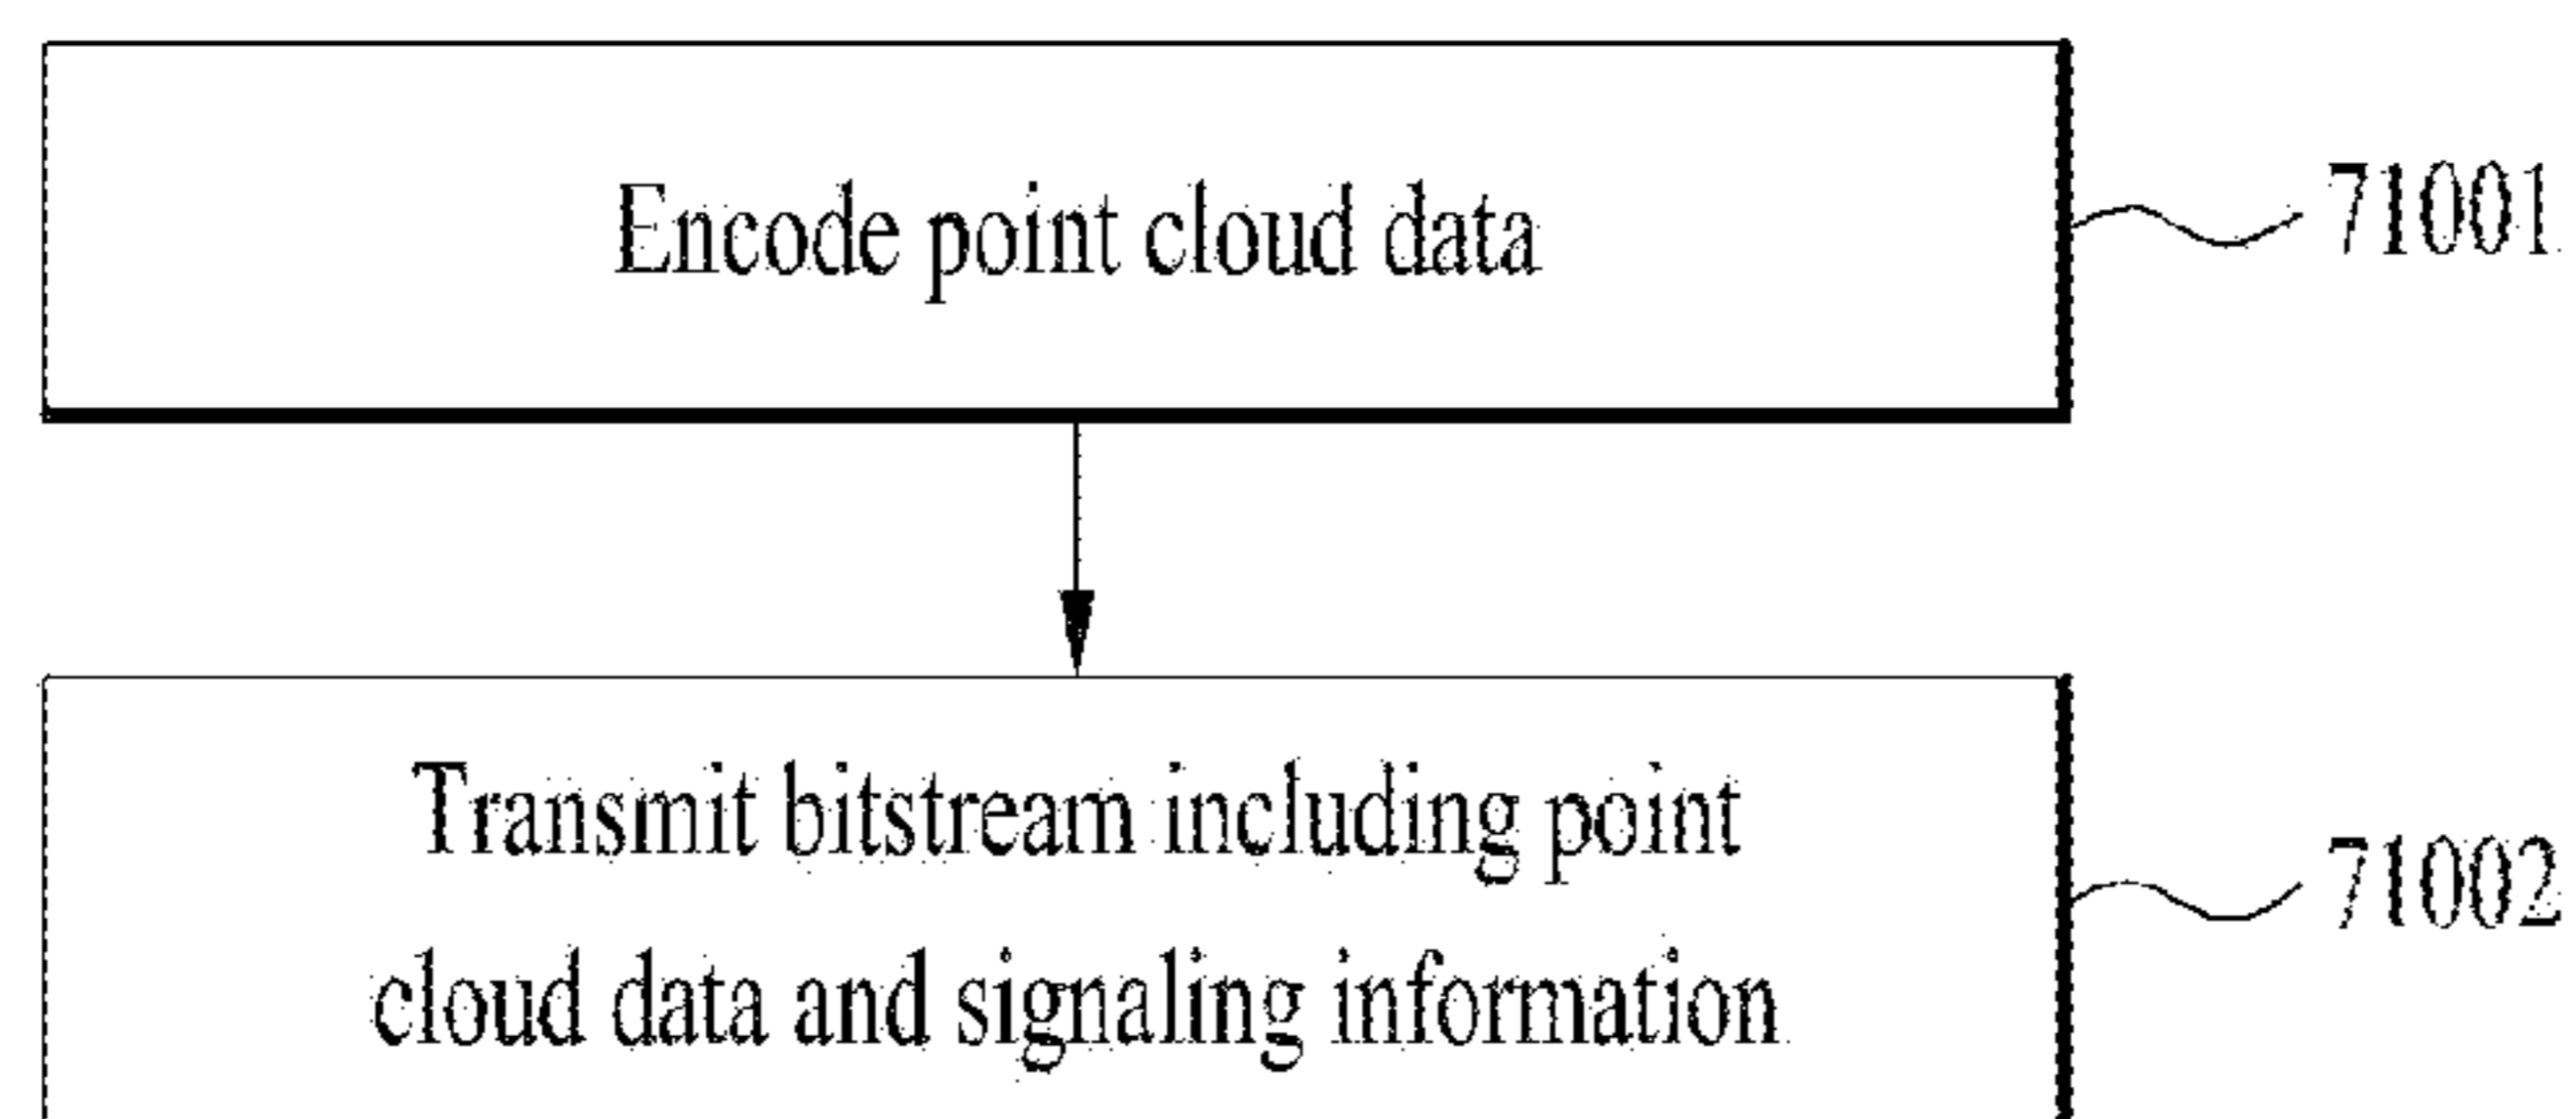 Encode point cloud data
71001
Transmit bitstream including point
cloud data and signaling information
71002